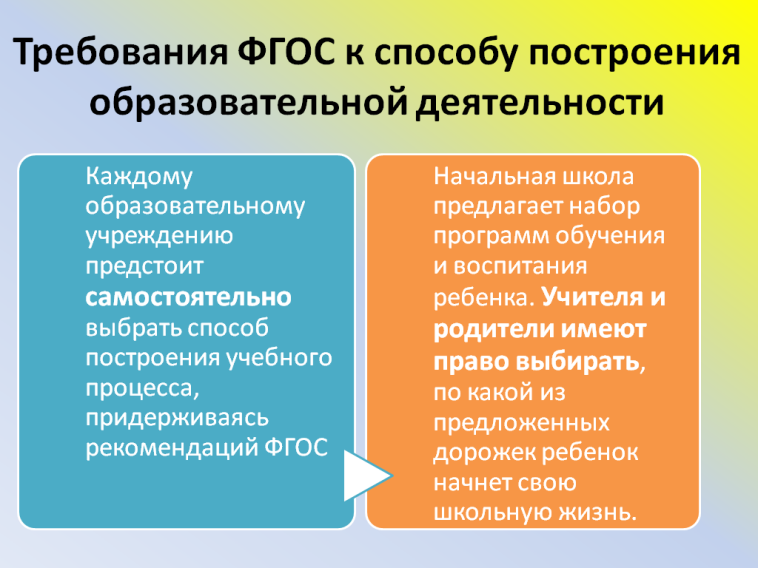 Требования ФГОС к способу построения
образовательной деятельности
Каждому
образовательному
учреждению
предстоит
самостоятельно
выбрать способ
построения учебного
процесса,
придерживаясь
рекомендаций ФГОС
Начальная школа
предлагает набор
программ обучения
и воспитания
ребенка. Учителя и
родители имеют
право выбирать,
по какой из
предложенных
дорожек ребенок
начнет свою
школьную жизнь.